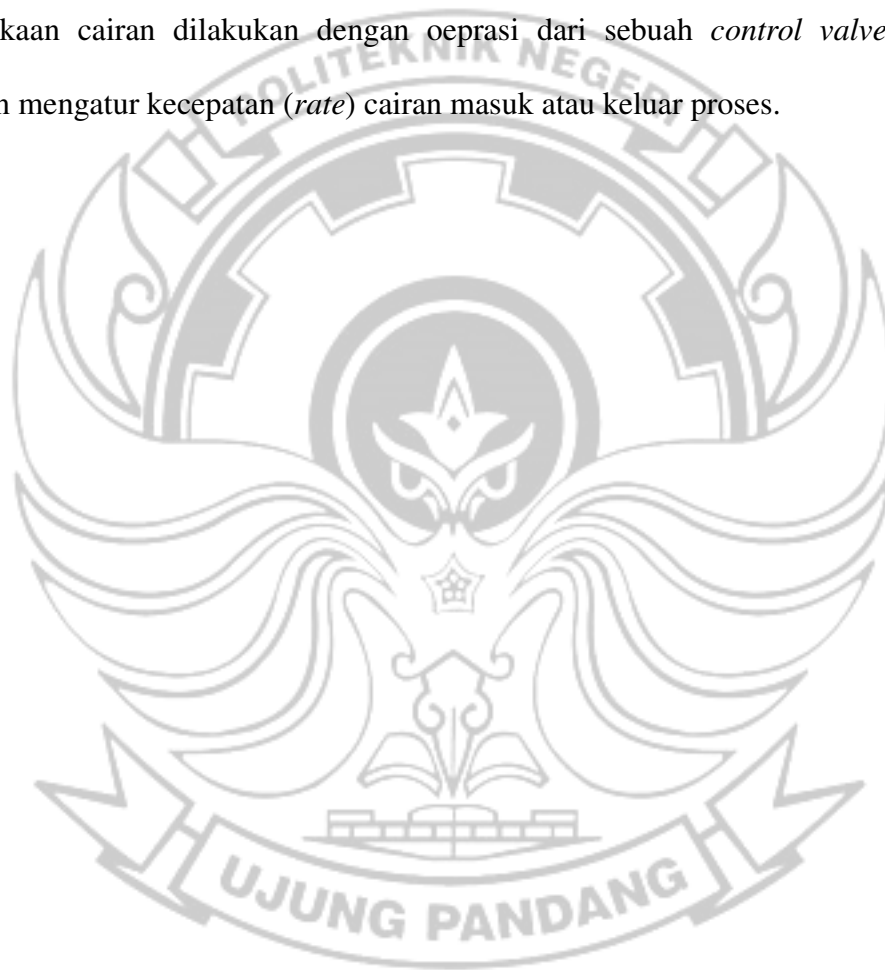 kaan cairan dilakukan dengan oeprasi dari sebuah control valve
n mengatur kecepatan (rate) cairan masuk atau keluar proses.
POLITEKNIK NEGERI
UJUNG PANDANG